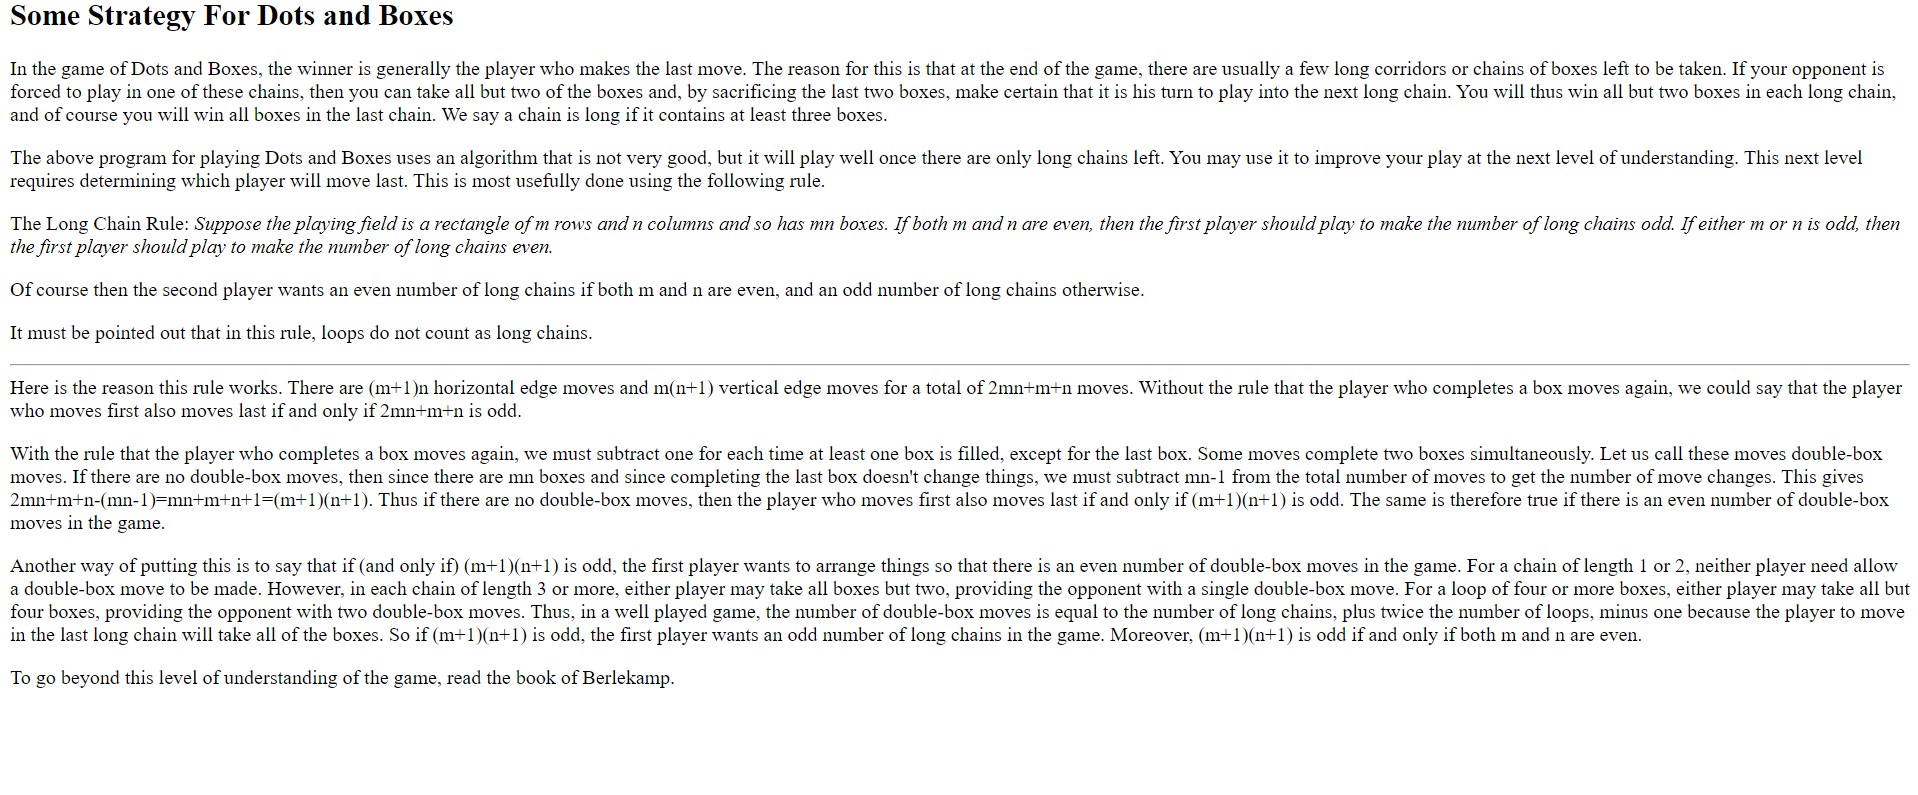 Some Strategy For Dots and Boxes
In the game of Dots and Boxes, the winner is generally the player who makes the last move. The reason for this is that at the end of the game, there are usually a few long corridors or chains of boxes left to be taken. If your opponent is
forced to play in one of these chains, then you can take all but two of the boxes and, by sacrificing the last two boxes, make certain that it is his turn to play into the next long chain. You will thus win all but two boxes in each long chain,
and of course you will win all boxes in the last chain. We say a chain is long if it contains at least three boxes.
The above program for playing Dots and Boxes uses an algorithm that is not very good, but it will play well once there are only long chains left. You may use it to improve your play at the next level of understanding. This next level
requires determining which player will move last. This is most usefully done using the following rule.
The Long Chain Rule: Suppose the playing field is a rectangle of m rows and n columns and so has mn boxes. If both m and n are even, then the first player should play to make the number of long chains odd. If either m or n is odd, then
the first player should play to make the number of long chains even.
Of course then the second player wants an even number of long chains if both m and n are even, and an odd number of long chains otherwise.
It must be pointed out that in this rule, loops do not count as long chains.
Here is the reason this rule works. There are (m+1)n horizontal edge moves and m(n+1) vertical edge moves for a total of 2mn+m+n moves. Without the rule that the player who completes a box moves again, we could say that the player
who moves first also moves last if and only if 2mn+m+n is odd.
With the rule that the player who completes a box moves again, we must subtract one for each time at least one box is filled, except for the last box. Some moves complete two boxes simultaneously. Let us call these moves double-box
moves. If there are no double-box moves, then since there are mn boxes and since completing the last box doesn't change things, we must subtract mn-1 from the total number of moves to get the number of move changes. This gives
2mn+m+n-(mn-1)=mn+m+n+1=(m+1)(n+1). Thus if there are no double-box moves, then the player who moves first also moves last if and only if (m+1)(n+1) is odd. The same is therefore true if there is an even number of double-box
moves in the game.
Another way of putting this is to say that if (and only if) (m+1)(n+1) is odd, the first player wants to arrange things so that there is an even number of double-box moves in the game. For a chain of length 1 or 2, neither player need allow
a double-box move to be made. However, in each chain of length 3 or more, either player may take all boxes but two, providing the opponent with a single double-box move. For a loop of four or more boxes, either player may take all but
four boxes, providing the opponent with two double-box moves. Thus, in a well played game, the number of double-box moves is equal to the number of long chains, plus twice the number of loops, minus one because the player to move
in the last long chain will take all of the boxes. So if (m+1)(n+1) is odd, the first player wants an odd number of long chains in the game. Moreover, (m+1)(n+1) is odd if and only if both m and n are even.
To go beyond this level of understanding of the game, read the book of Berlekamp.